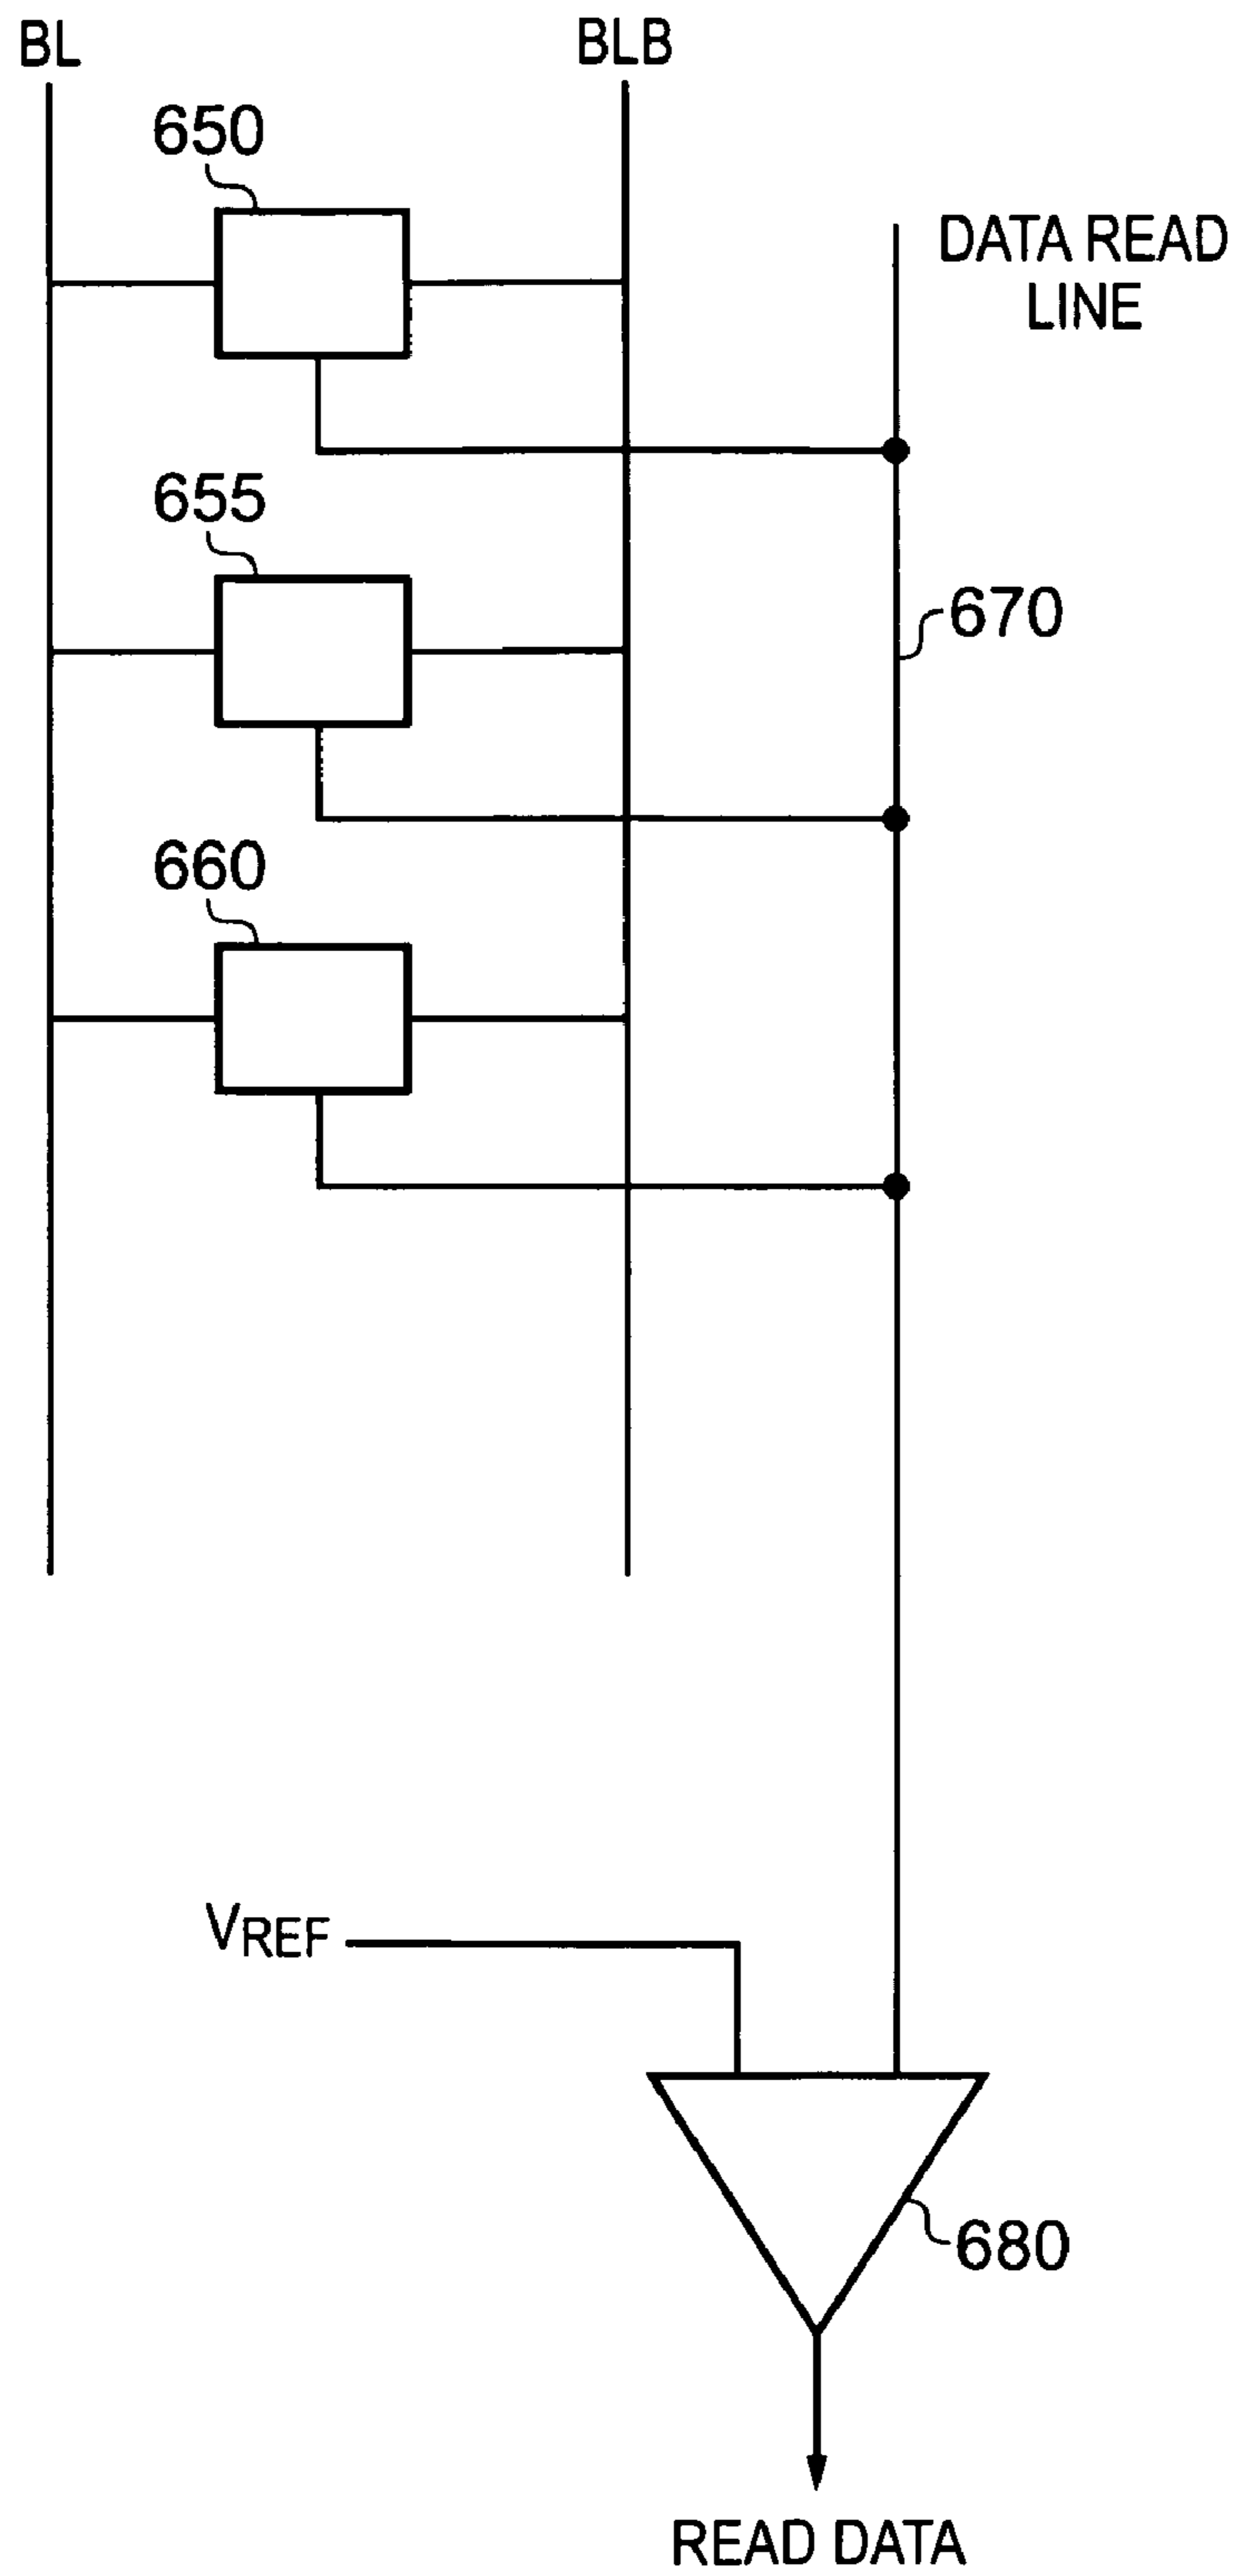 BL
BLB
650
DATA READ
LINE
655
670
660
VREF
680
READ DATA